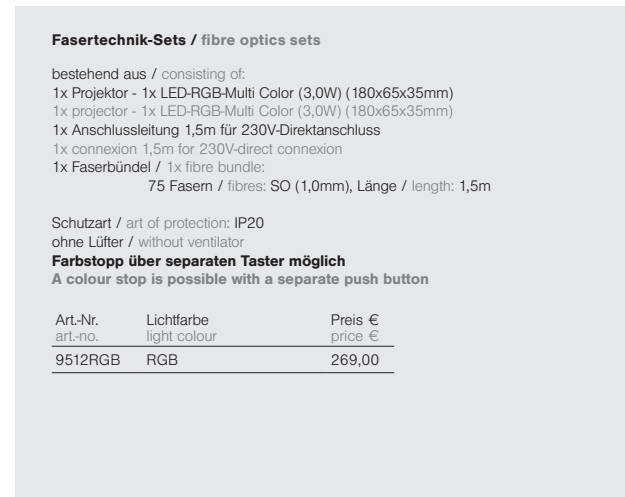 Fasertechnik-Sets / fibre optics sets
bestehend aus / consisting of:
1x Projektor - 1x LED-RGB-Multi Color (3,0W) (180x65x35mm)
1x projector - 1x LED-RGB-Multi Color (3,0W) (180x65x35mm)
1x Anschlussleitung 1,5m für 230V-Direktanschluss
1x connexion 1,5m for 230V-direct connexion
1x Faserbündel / 1x fibre bundle:
75 Fasern / fibres: SO (1,0mm), Länge / length: 1,5m
Schutzart / art of protection: IP20
ohne Lüfter / without ventilator
Farbstopp über separaten Taster möglich
A colour stop is possible with a separate push button
Art.-Nr. Lichtfarbe Preis €
art.-no. light colour price €
9512RGB RGB 269,00